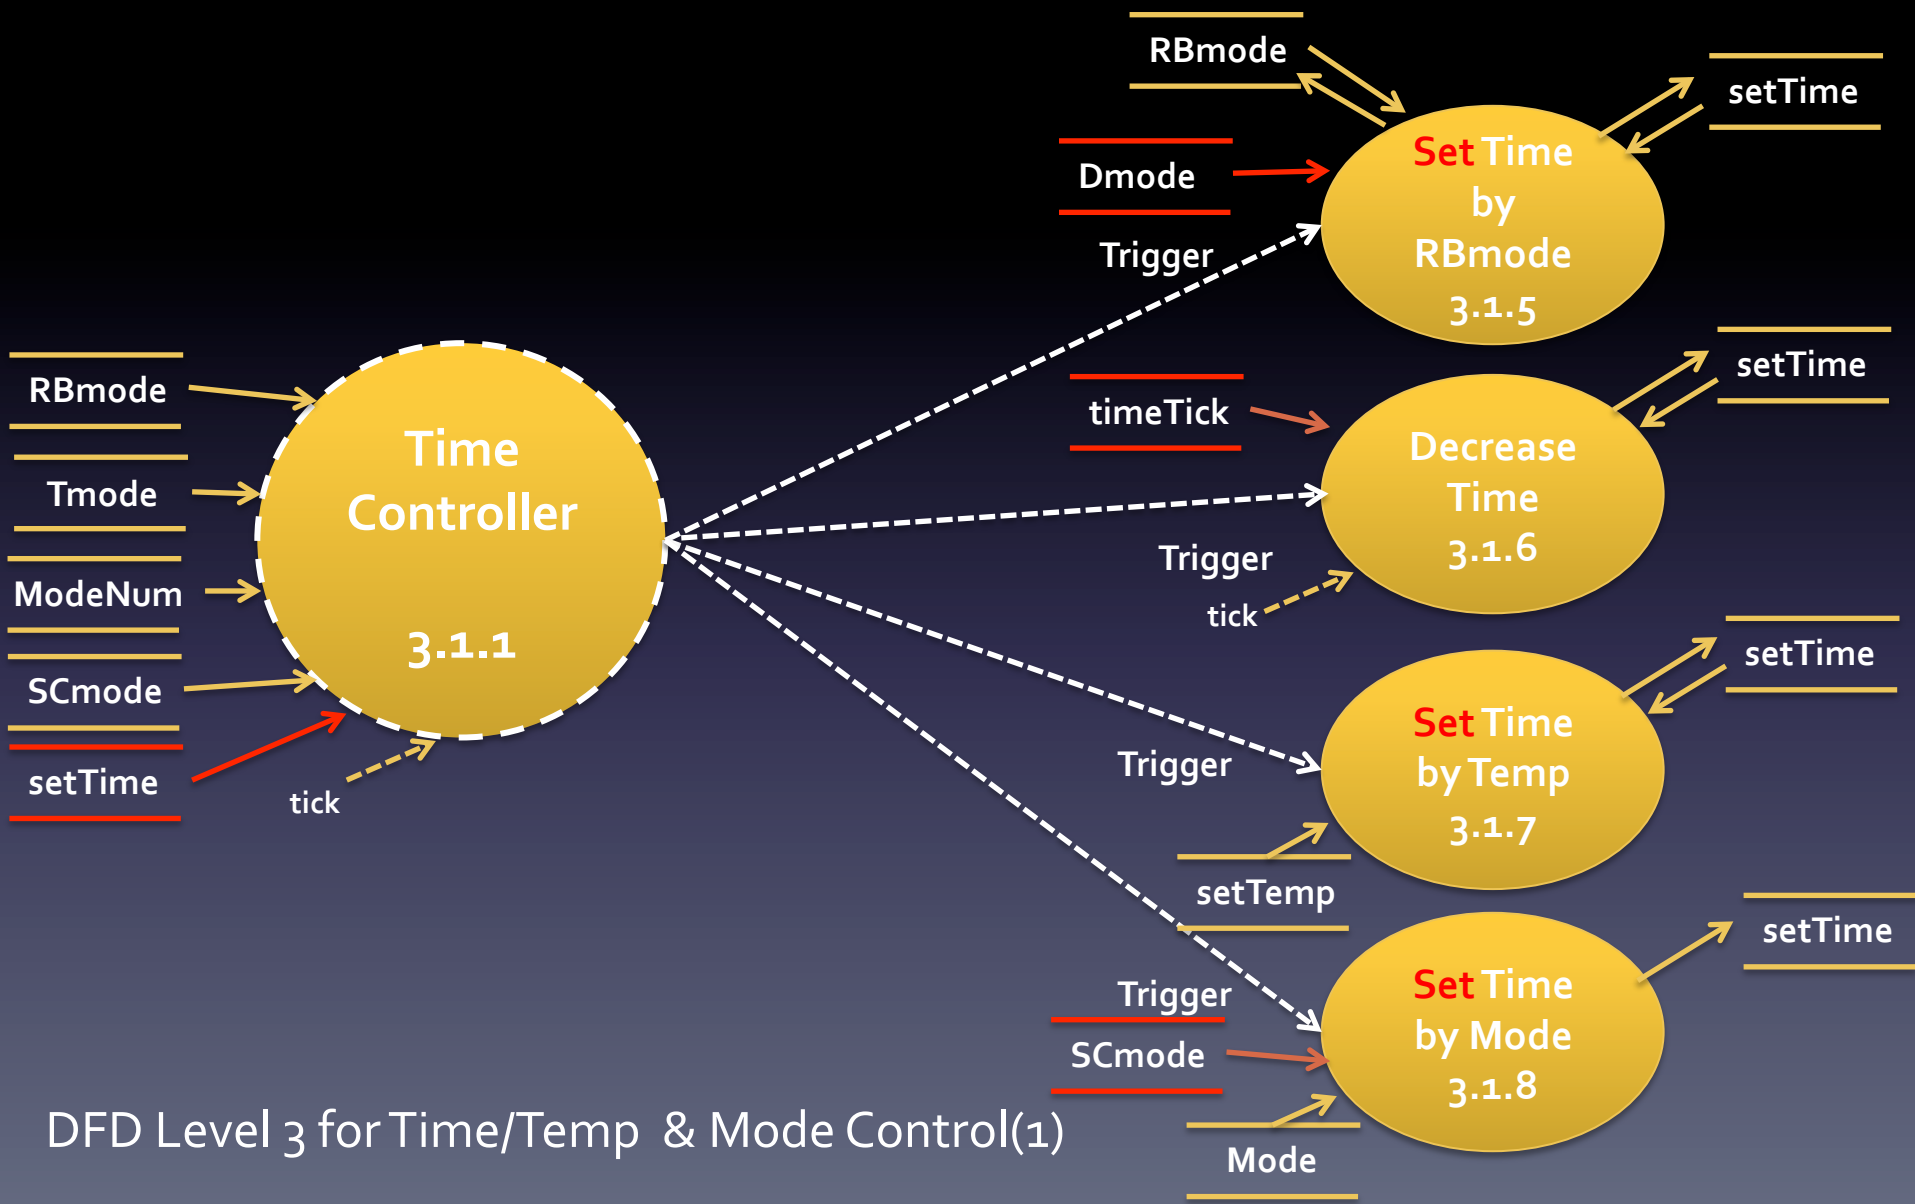 RBmode
setTime
Dmode
Set Time
by
RBmode
3.1.5
Trigger
RBmode
Tmode
ModeNum
SCmode
setTime
tick
Time
Controller
3.1.1
timeTick
setTime
Decrease
Time
3.1.6
Trigger
tick
setTime
Set Time
by Temp
3.1.7
Trigger
setTemp
setTime
Set Time
by Mode
3.1.8
Trigger
SCmode
Mode
DFD Level 3 for Time/Temp & Mode Control(1)